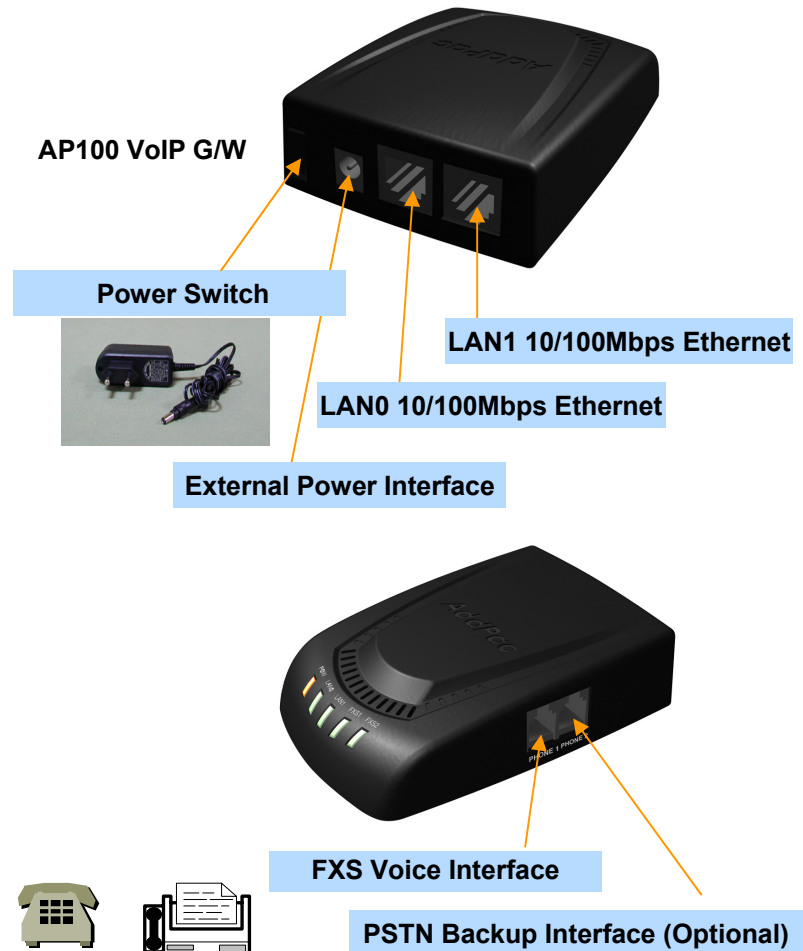 AddPac
AP100 VoIP G/W
Power Switch
LAN1 10/100Mbps Ethernet
LAN0 10/100Mbps Ethernet
External Power Interface
AddPac
PWR LAN0 LAN1 FXS1 FXS2
PHONE 1 PHONE
FXS Voice Interface
PSTN Backup Interface (Optional)